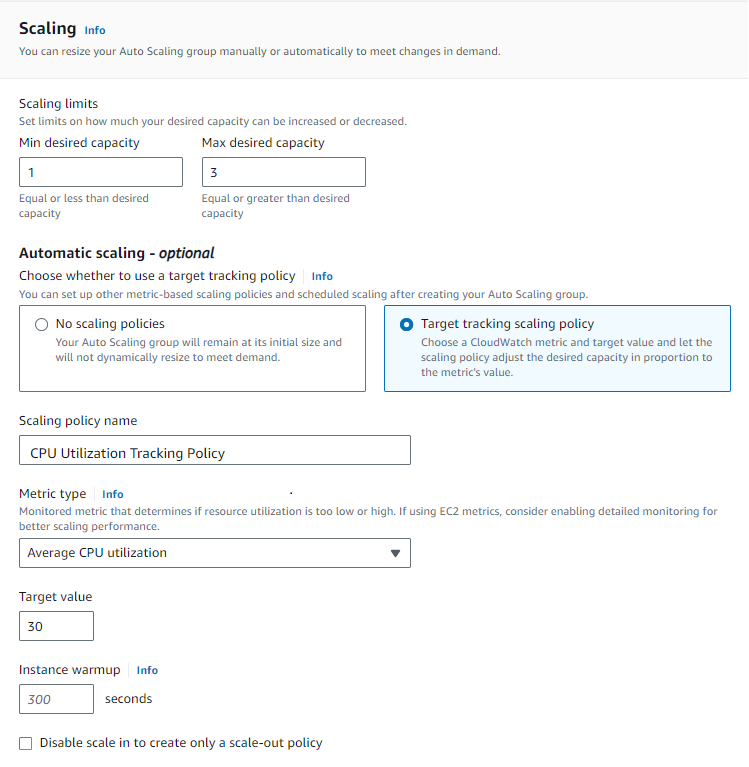 Scaling Info
You can resize your Auto Scaling group manually or automatically to meet changes in demand.
Scaling limits
Set limits on how much your desired capacity can be increased or decreased.
Min desired capacity
Max desired capacity
1
3
Equal or less than desired
capacity
Equal or greater than desired
capacity
Automatic scaling - optional
Choose whether to use a target tracking policy Info
You can set up other metric-based scaling policies and scheduled scaling after creating your Auto Scaling group.
No scaling policies
Your Auto Scaling group will remain at its initial size and
will not dynamically resize to meet demand.
Target tracking scaling policy
Choose a CloudWatch metric and target value and let the
scaling policy adjust the desired capacity in proportion to
the metric's value.
Scaling policy name
CPU Utilization Tracking Policy
Metric type Info
Monitored metric that determines if resource utilization is too low or high. If using EC2 metrics, consider enabling detailed monitoring for
better scaling performance.
Average CPU utilization
Target value
30
Instance warmup Info
300 seconds
Disable scale in to create only a scale-out policy